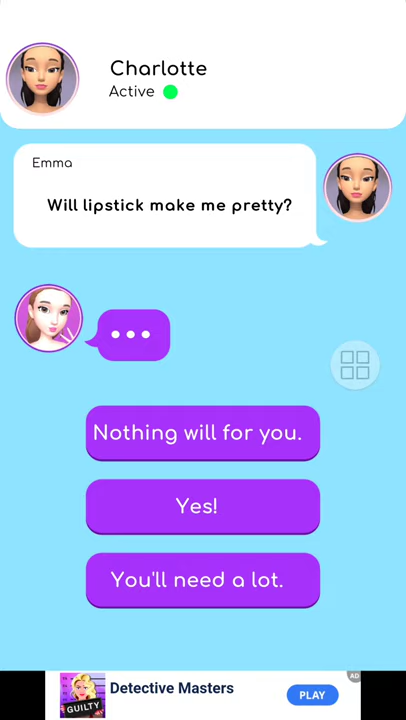 Charlotte
Active
Emma
Will lipstick make me pretty?
Nothing will for you.
Yes!
You'll need a lot.
AD
Detective Masters
GUILTY
PLAY